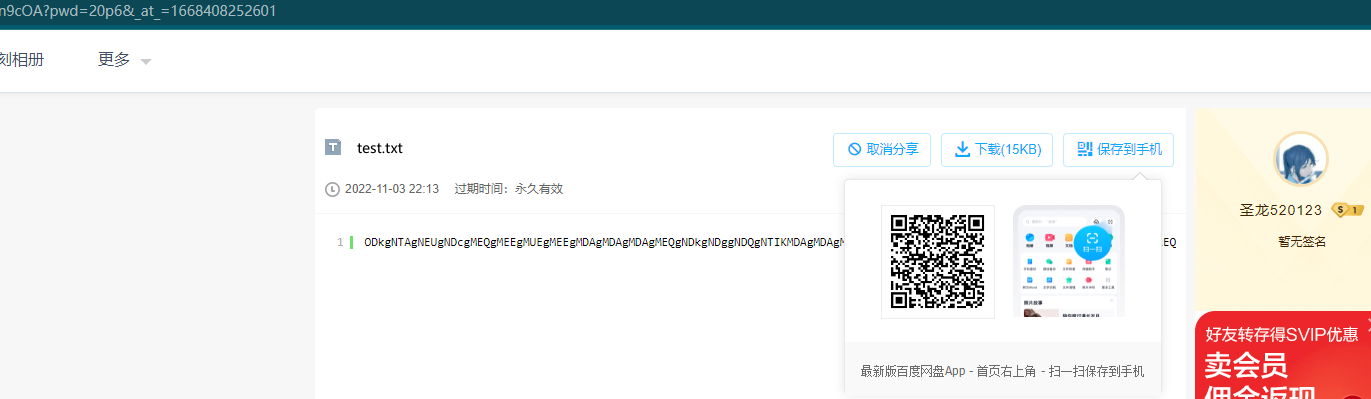 n9cOA?pwd=20p6&_at_=1668408252601
刻相册 更多
test.txt
取消分享 下载(15KB) 保存到手机
2022-11-03 22:13 过期时间：永久有效
圣龙520123 S 1
暂无签名
1 ODkgNTAgNEUgNDcgMEQgMEEgMUEgMEEgMDAgMDAgMDAgMEQgNDkgNDggNDQgNTIKMDAgMDAgM
EQ
扫一扫
最新版百度网盘App - 首页右上角 - 扫一扫保存到手机
好友转存得SVIP优惠
卖会员
佣金返现